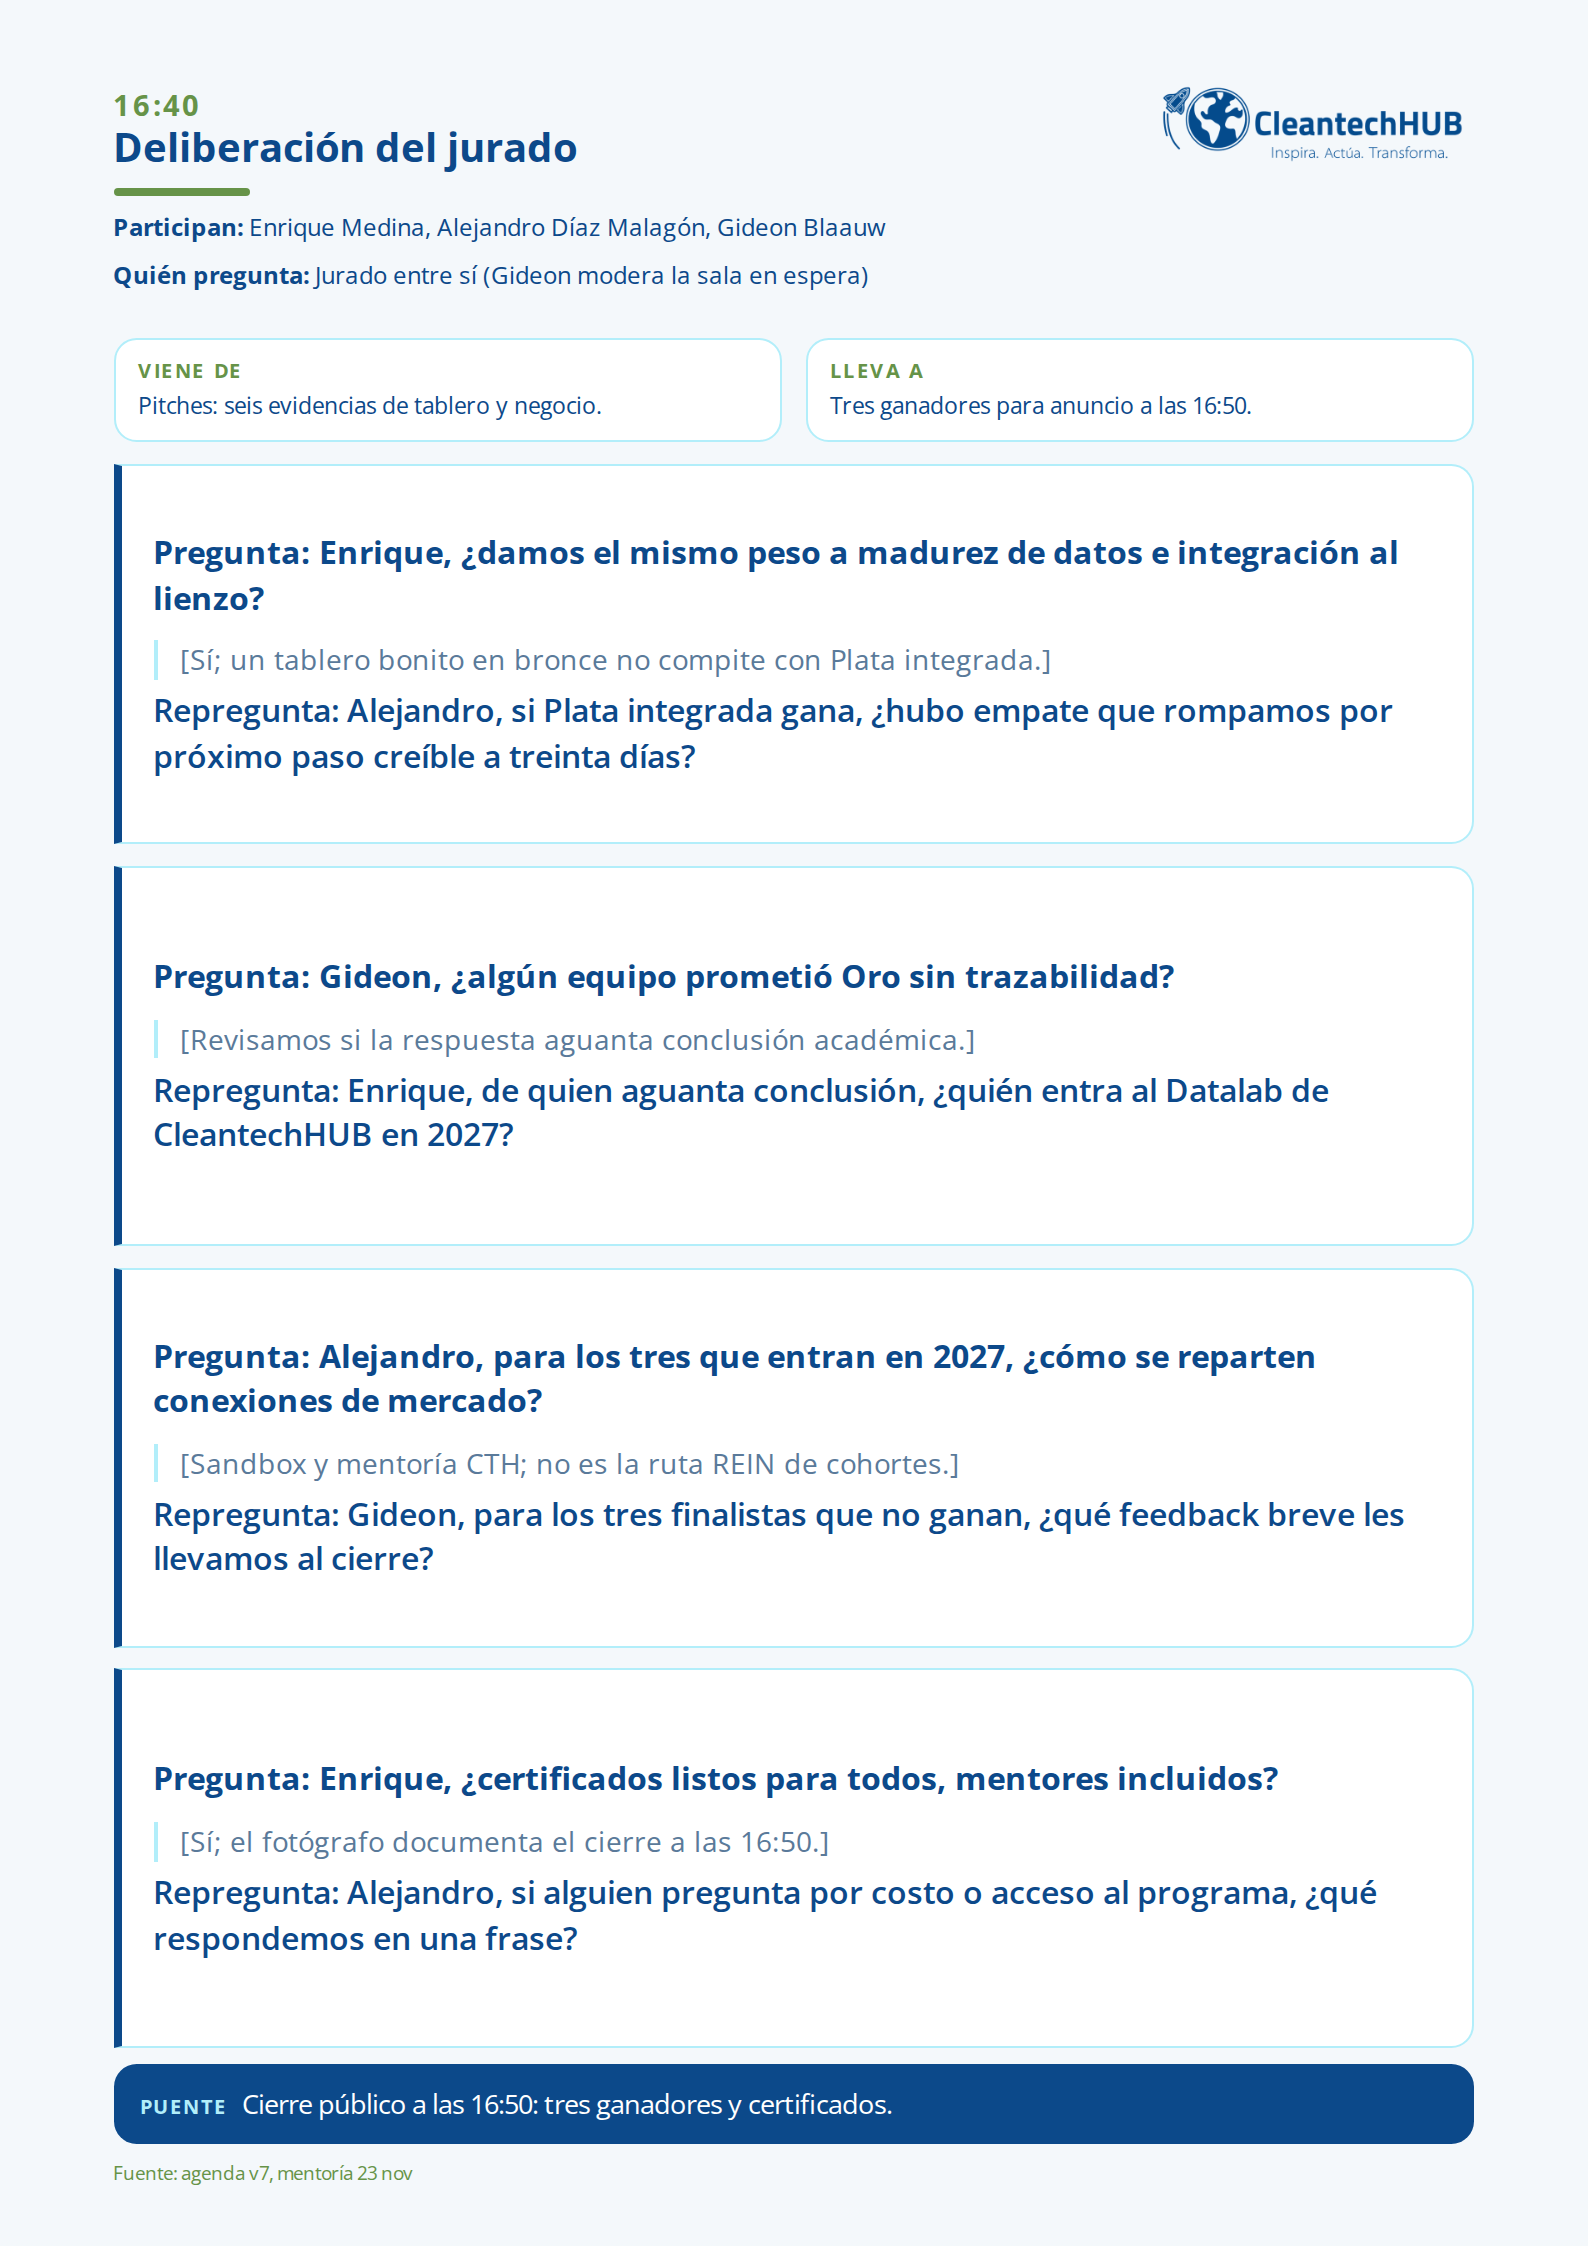 16:40
Deliberación del jurado
CleantechHUB
Inspira. Actúa. Transforma.
Participan: Enrique Medina, Alejandro Díaz Malagón, Gideon Blaauw
Quién pregunta: Jurado entre sí (Gideon modera la sala en espera)
VIENE DE
Pitches: seis evidencias de tablero y negocio.
LLEVA A
Tres ganadores para anuncio a las 16:50.
Pregunta: Enrique, ¿damos el mismo peso a madurez de datos e integración al
lienzo?
[Sí; un tablero bonito en bronce no compite con Plata integrada.]
Repregunta: Alejandro, si Plata integrada gana, ¿hubo empate que rompamos por
próximo paso creíble a treinta días?
Pregunta: Gideon, ¿algún equipo prometió Oro sin trazabilidad?
[Revisamos si la respuesta aguanta conclusión académica.]
Repregunta: Enrique, de quien aguanta conclusión, ¿quién entra al Datalab de
CleantechHUB en 2027?
Pregunta: Alejandro, para los tres que entran en 2027, ¿cómo se reparten
conexiones de mercado?
[Sandbox y mentoría CTH; no es la ruta REIN de cohortes.]
Repregunta: Gideon, para los tres finalistas que no ganan, ¿qué feedback breve les
llevamos al cierre?
Pregunta: Enrique, ¿certificados listos para todos, mentores incluidos?
[Sí; el fotógrafo documenta el cierre a las 16:50.]
Repregunta: Alejandro, si alguien pregunta por costo o acceso al programa, ¿qué
respondemos en una frase?
PUENTE Cierre público a las 16:50: tres ganadores y certificados.
Fuente: agenda v7, mentoría 23 nov